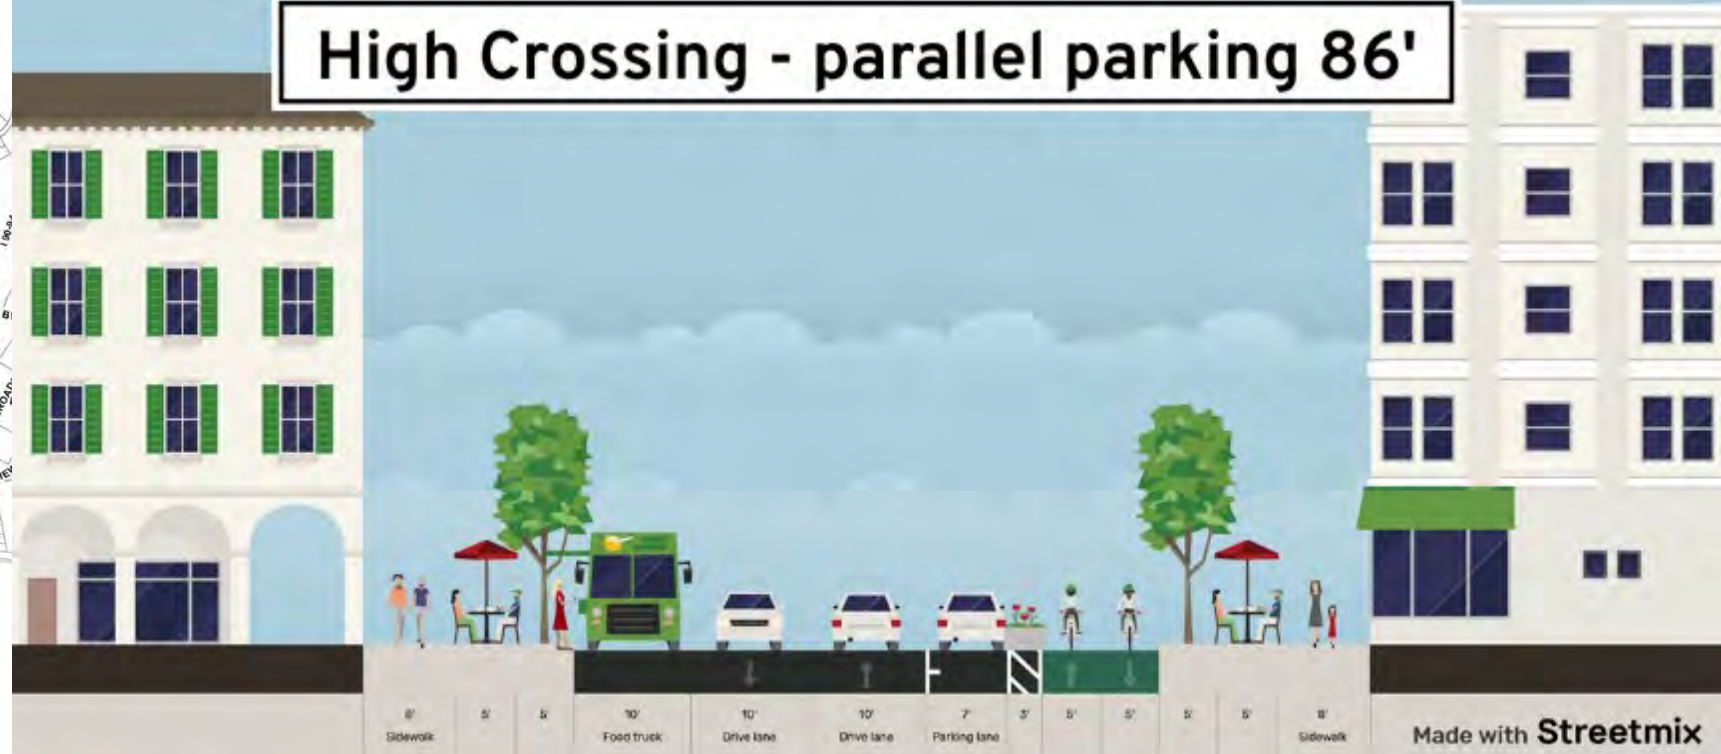 High Crossing - parallel parking 86'
8' 5' 5' 10' 10' 10' 7' 3' 5' 5' 5' 5' 8'
Sidewalk Food truck Drive lane Drive lane Parking lane Sidewalk
Made with Streetmix